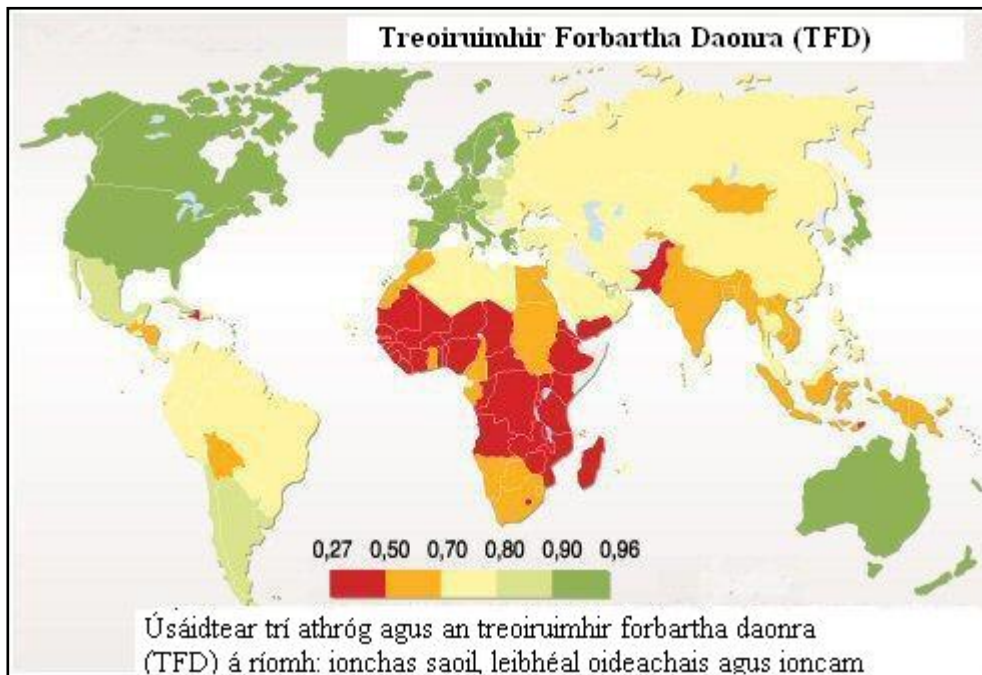 Treoiruimhir Forbartha Daonra (TFD)
0,27 0,50 0,70 0,80 0,90 0,96
Úsáidtear trí athróg agus an treoiruimhir forbartha daonra
(TFD) á ríomh: ionchas saoil, leibhéal oideachais agus ioncam